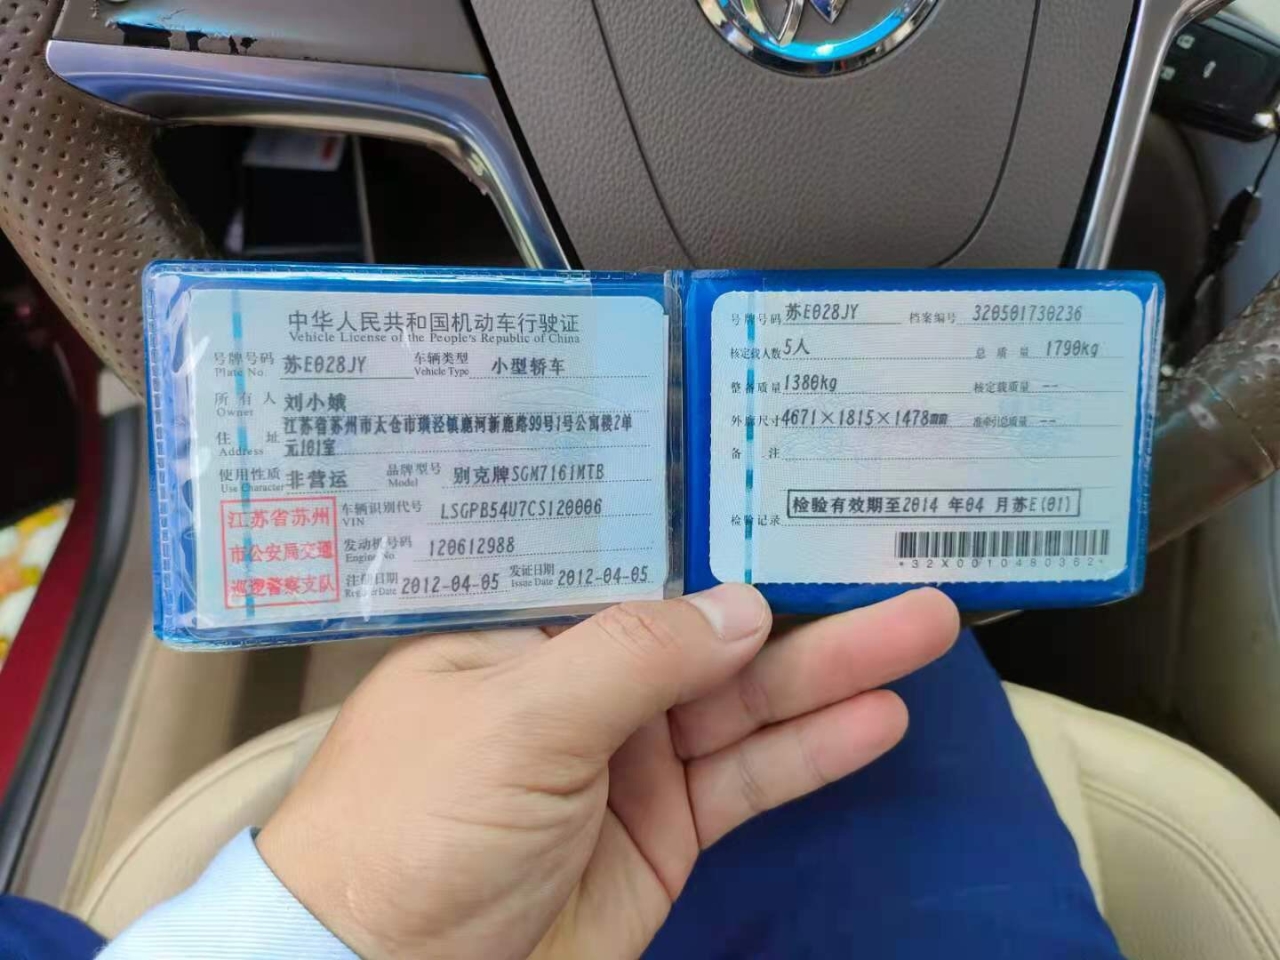 中华人民共和国机动车行驶证
Vehicle License of the People's Republic of China
号牌号码 苏E028JY 车辆类型 小型轿车
Plate No Vehicle Type
所有人 刘小娥
Owner
住址 江苏省苏州市太仓市璜泾镇鹿河新鹿路99号1号公寓楼2单
Address 元101室
使用性质 非营运 品牌型号 别克牌SGM7161MTB
Use Character Model
江苏省苏州
市公安局交通
巡逻警察支队
车辆识别代号 LSGPB54U7CS120006
VIN
发动机号码 120612988
Engine No.
注册日期 2012-04-05 发证日期 2012-04-05
Register Date Issue Date
号牌号码 苏E028JY 档案编号 320501730236
核定载人数 5人 总质量 1790kg
整备质量 1380kg 核定载质量 --
外廓尺寸 4671×1815×1478mm 准牵引总质量 --
备注
检验记录 检验有效期至2014 年04 月苏E(01)
*32X0010480362*